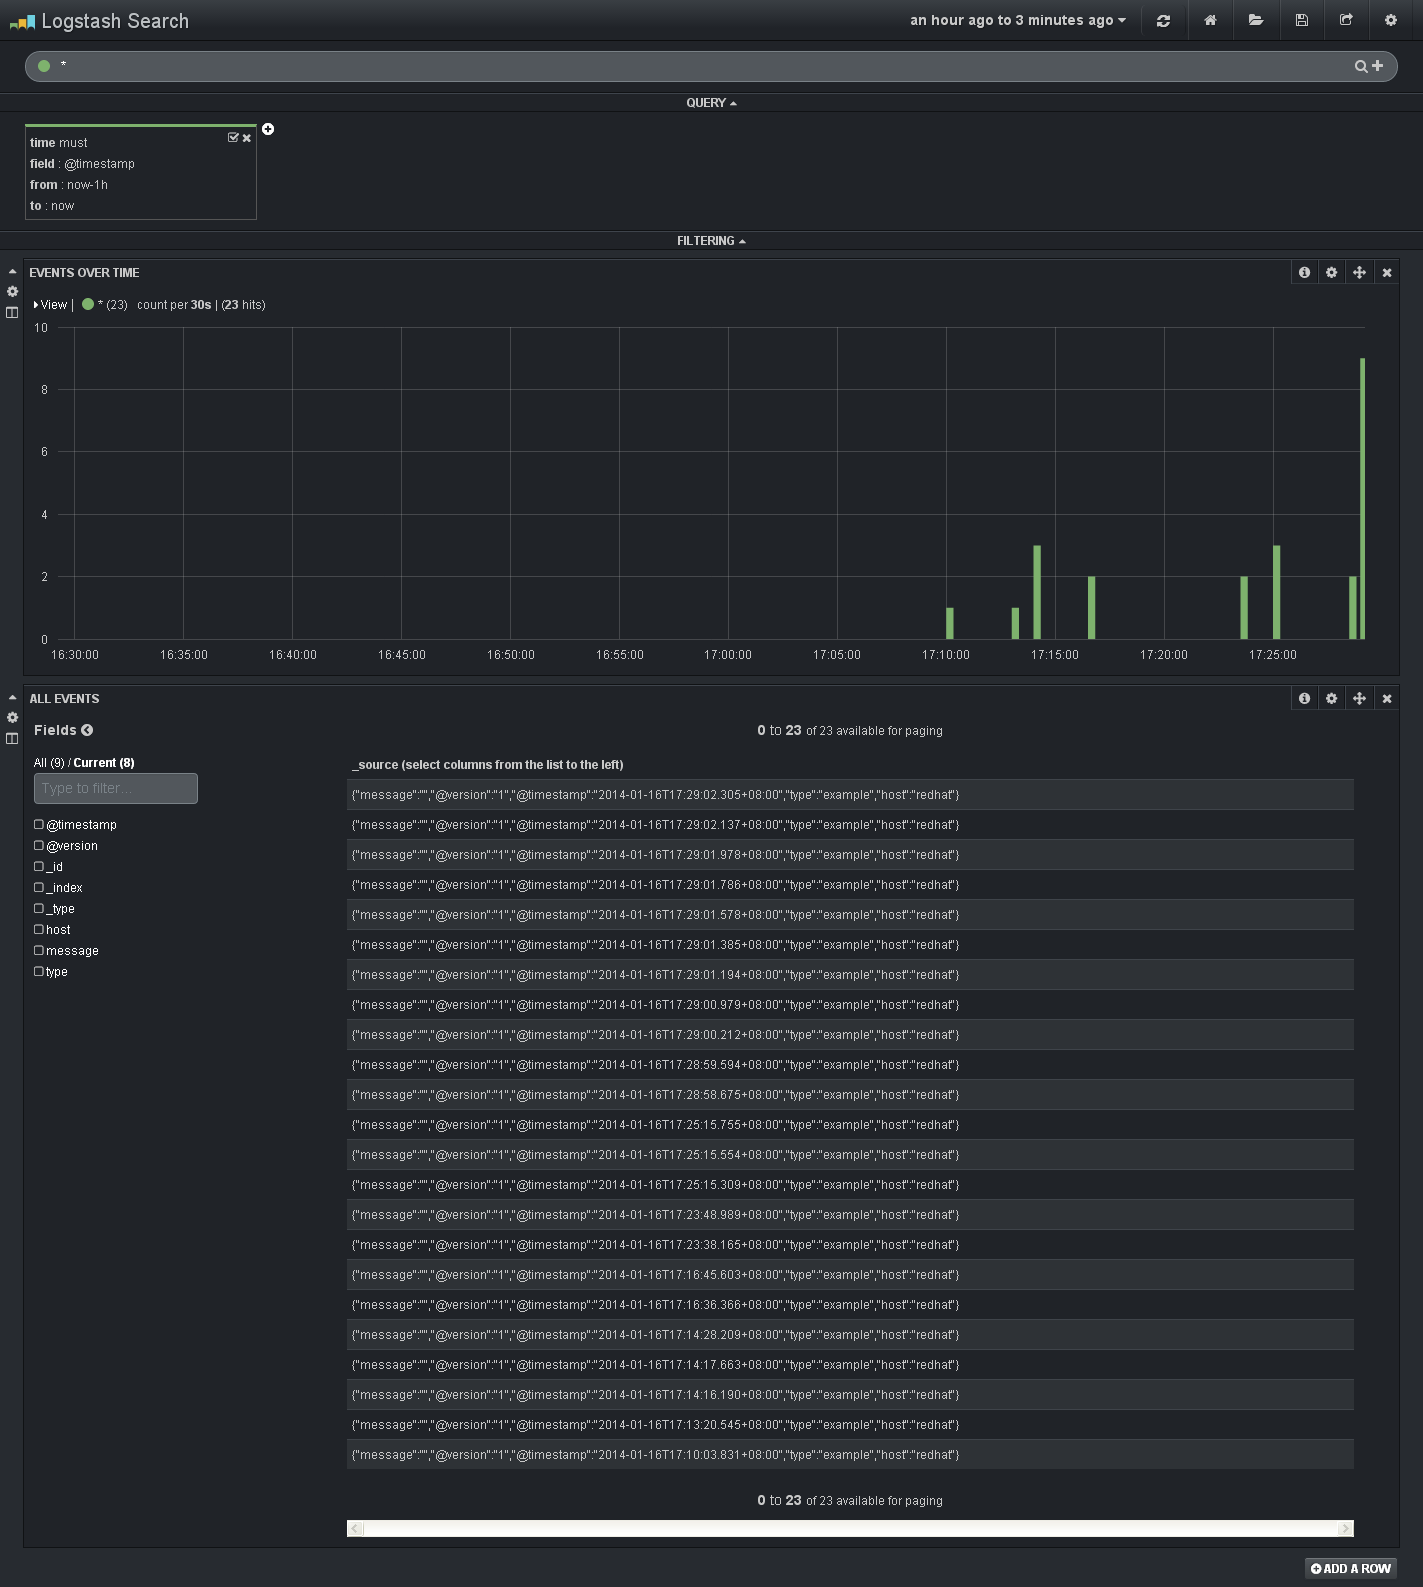 Logstash Search
an hour ago to 3 minutes ago
*
QUERY
time must
field : @timestamp
from : now-1h
to : now
FILTERING
EVENTS OVER TIME
View | * (23) count per 30s | (23 hits)
10
8
6
4
2
0
16:30:00 16:35:00 16:40:00 16:45:00 16:50:00 16:55:00 17:00:00 17:05:00 17:10:00 17:15:00 17:20:00 17:25:00
ALL EVENTS
Fields
All (9) / Current (8)
Type to filter...
@timestamp
@version
_id
_index
_type
host
message
type
0 to 23 of 23 available for paging
_source (select columns from the list to the left)
{"message":"","@version":"1","@timestamp":"2014-01-16T17:29:02.305+08:00","type":"example","host":"redhat"}
{"message":"","@version":"1","@timestamp":"2014-01-16T17:29:02.137+08:00","type":"example","host":"redhat"}
{"message":"","@version":"1","@timestamp":"2014-01-16T17:29:01.978+08:00","type":"example","host":"redhat"}
{"message":"","@version":"1","@timestamp":"2014-01-16T17:29:01.786+08:00","type":"example","host":"redhat"}
{"message":"","@version":"1","@timestamp":"2014-01-16T17:29:01.578+08:00","type":"example","host":"redhat"}
{"message":"","@version":"1","@timestamp":"2014-01-16T17:29:01.385+08:00","type":"example","host":"redhat"}
{"message":"","@version":"1","@timestamp":"2014-01-16T17:29:01.194+08:00","type":"example","host":"redhat"}
{"message":"","@version":"1","@timestamp":"2014-01-16T17:29:00.979+08:00","type":"example","host":"redhat"}
{"message":"","@version":"1","@timestamp":"2014-01-16T17:29:00.212+08:00","type":"example","host":"redhat"}
{"message":"","@version":"1","@timestamp":"2014-01-16T17:28:59.594+08:00","type":"example","host":"redhat"}
{"message":"","@version":"1","@timestamp":"2014-01-16T17:28:58.675+08:00","type":"example","host":"redhat"}
{"message":"","@version":"1","@timestamp":"2014-01-16T17:25:15.755+08:00","type":"example","host":"redhat"}
{"message":"","@version":"1","@timestamp":"2014-01-16T17:25:15.554+08:00","type":"example","host":"redhat"}
{"message":"","@version":"1","@timestamp":"2014-01-16T17:25:15.309+08:00","type":"example","host":"redhat"}
{"message":"","@version":"1","@timestamp":"2014-01-16T17:23:48.989+08:00","type":"example","host":"redhat"}
{"message":"","@version":"1","@timestamp":"2014-01-16T17:23:38.165+08:00","type":"example","host":"redhat"}
{"message":"","@version":"1","@timestamp":"2014-01-16T17:16:45.603+08:00","type":"example","host":"redhat"}
{"message":"","@version":"1","@timestamp":"2014-01-16T17:16:36.366+08:00","type":"example","host":"redhat"}
{"message":"","@version":"1","@timestamp":"2014-01-16T17:14:28.209+08:00","type":"example","host":"redhat"}
{"message":"","@version":"1","@timestamp":"2014-01-16T17:14:17.663+08:00","type":"example","host":"redhat"}
{"message":"","@version":"1","@timestamp":"2014-01-16T17:14:16.190+08:00","type":"example","host":"redhat"}
{"message":"","@version":"1","@timestamp":"2014-01-16T17:13:20.545+08:00","type":"example","host":"redhat"}
{"message":"","@version":"1","@timestamp":"2014-01-16T17:10:03.831+08:00","type":"example","host":"redhat"}
0 to 23 of 23 available for paging
ADD A ROW